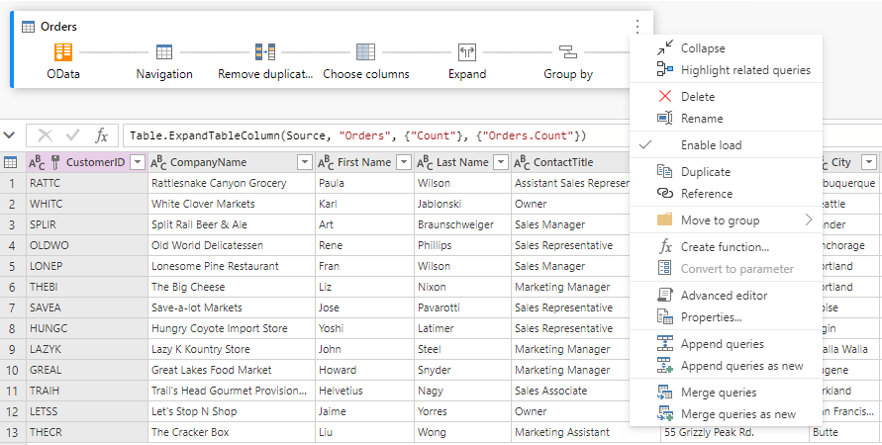 Orders
OData Navigation Remove duplicat... Choose columns Expand Group by
Collapse
Highlight related queries
Delete
Rename
Enable load
Duplicate
Reference
Move to group
Create function...
Convert to parameter
Advanced editor
Properties...
Append queries
Append queries as new
Merge queries
Merge queries as new
fx Table.ExpandTableColumn(Source, "Orders", {"Count"}, {"Orders.Count"})
CustomerID CompanyName First Name Last Name ContactTitle City
1 RATTC Rattlesnake Canyon Grocery Paula Wilson Assistant Sales Represer buquerque
2 WHITC White Clover Markets Karl Jablonski Owner eattle
3 SPLIR Split Rail Beer & Ale Art Braunschweiger Sales Manager nder
4 OLDWO Old World Delicatessen Rene Phillips Sales Representative nchorage
5 LONEP Lonesome Pine Restaurant Fran Wilson Sales Manager ortland
6 THEBI The Big Cheese Liz Nixon Marketing Manager ortland
7 SAVEA Save-a-lot Markets Jose Pavarotti Sales Representative oise
8 HUNGC Hungry Coyote Import Store Yoshi Latimer Sales Representative gin
9 LAZYK Lazy K Kountry Store John Steel Marketing Manager alla Walla
10 GREAL Great Lakes Food Market Howard Snyder Marketing Manager ugene
11 TRAIH Trail's Head Gourmet Provision... Helvetius Nagy Sales Associate rkland
12 LETSS Let's Stop N Shop Jaime Yorres Owner an Francis...
13 THECR The Cracker Box Liu Wong Marketing Assistant 55 Grizzly Peak Rd. Butte